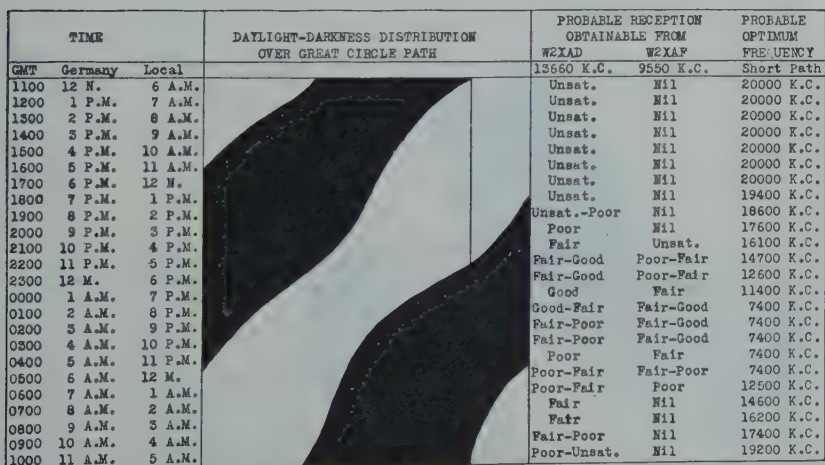 TIME DAYLIGHT-DARKNESS DISTRIBUTION PROBABLE RECEPTION PROBABLE
OVER GREAT CIRCLE PATH OBTAINABLE FROM OPTIMUM
W2XAD W2XAF FREQUENCY
GMT Germany Local 13660 K.C. 9550 K.C. Short Path
1100 12 N. 6 A.M. Unsat. Nil 20000 K.C.
1200 1 P.M. 7 A.M. Unsat. Nil 20000 K.C.
1300 2 P.M. 8 A.M. Unsat. Nil 20000 K.C.
1400 3 P.M. 9 A.M. Unsat. Nil 20000 K.C.
1500 4 P.M. 10 A.M. Unsat. Nil 20000 K.C.
1600 5 P.M. 11 A.M. Unsat. Nil 20000 K.C.
1700 6 P.M. 12 N. Unsat. Nil 20000 K.C.
1800 7 P.M. 1 P.M. Unsat. Nil 19400 K.C.
1900 8 P.M. 2 P.M. Unsat.-Poor Nil 18600 K.C.
2000 9 P.M. 3 P.M. Poor Nil 17600 K.C.
2100 10 P.M. 4 P.M. Fair Unsat. 16100 K.C.
2200 11 P.M. 5 P.M. Fair-Good Poor-Fair 14700 K.C.
2300 12 M. 6 P.M. Fair-Good Poor-Fair 12600 K.C.
0000 1 A.M. 7 P.M. Good Fair 11400 K.C.
0100 2 A.M. 8 P.M. Good-Fair Fair-Good 7400 K.C.
0200 3 A.M. 9 P.M. Fair-Poor Fair-Good 7400 K.C.
0300 4 A.M. 10 P.M. Fair-Poor Fair-Good 7400 K.C.
0400 5 A.M. 11 P.M. Poor Fair 7400 K.C.
0500 6 A.M. 12 M. Poor-Fair Fair-Poor 7400 K.C.
0600 7 A.M. 1 A.M. Poor-Fair Poor 12500 K.C.
0700 8 A.M. 2 A.M. Fair Nil 14600 K.C.
0800 9 A.M. 3 A.M. Fair Nil 16200 K.C.
0900 10 A.M. 4 A.M. Fair-Poor Nil 17400 K.C.
1000 11 A.M. 5 A.M. Poor-Unsat. Nil 19200 K.C.